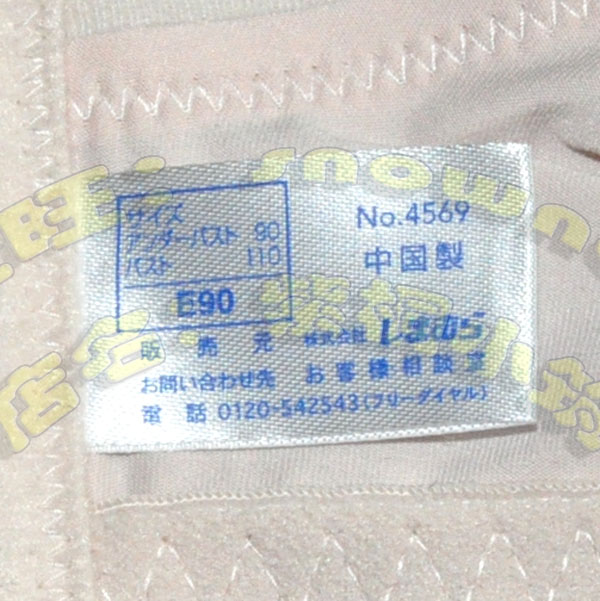 サイズ
アンダーバスト 90
バスト 110
E90
No.4569
中国製
販売元 株式会社 しまむら
お問い合わせ先 お客様相談室
電話 0120-542543(フリーダイヤル)
snow